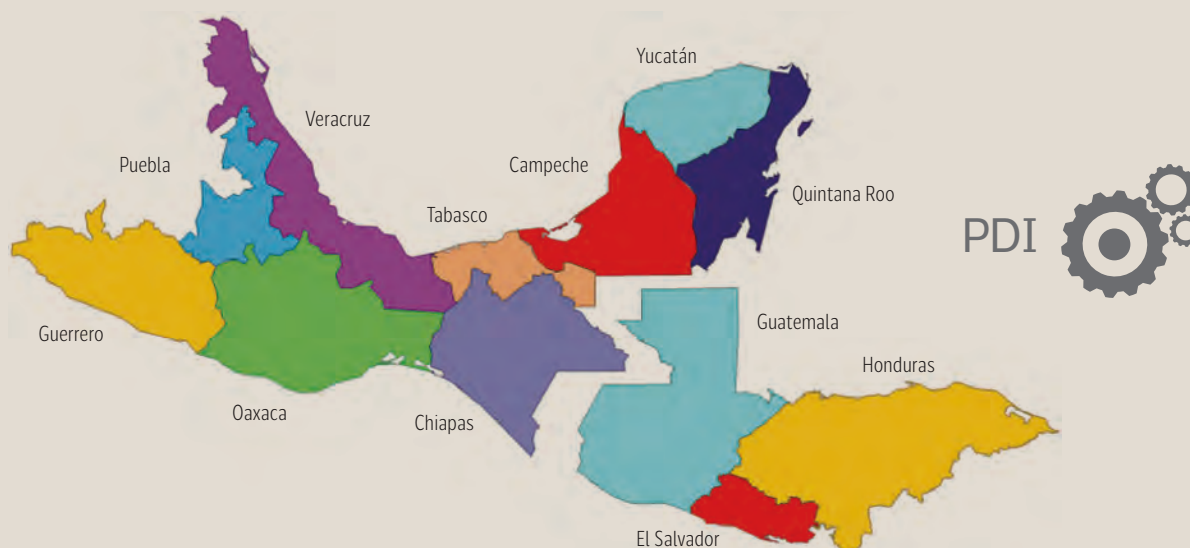 Yucatán
Veracruz
Puebla
Campeche
Quintana Roo
Tabasco
PDI
Guerrero
Guatemala
Honduras
Oaxaca
Chiapas
El Salvador